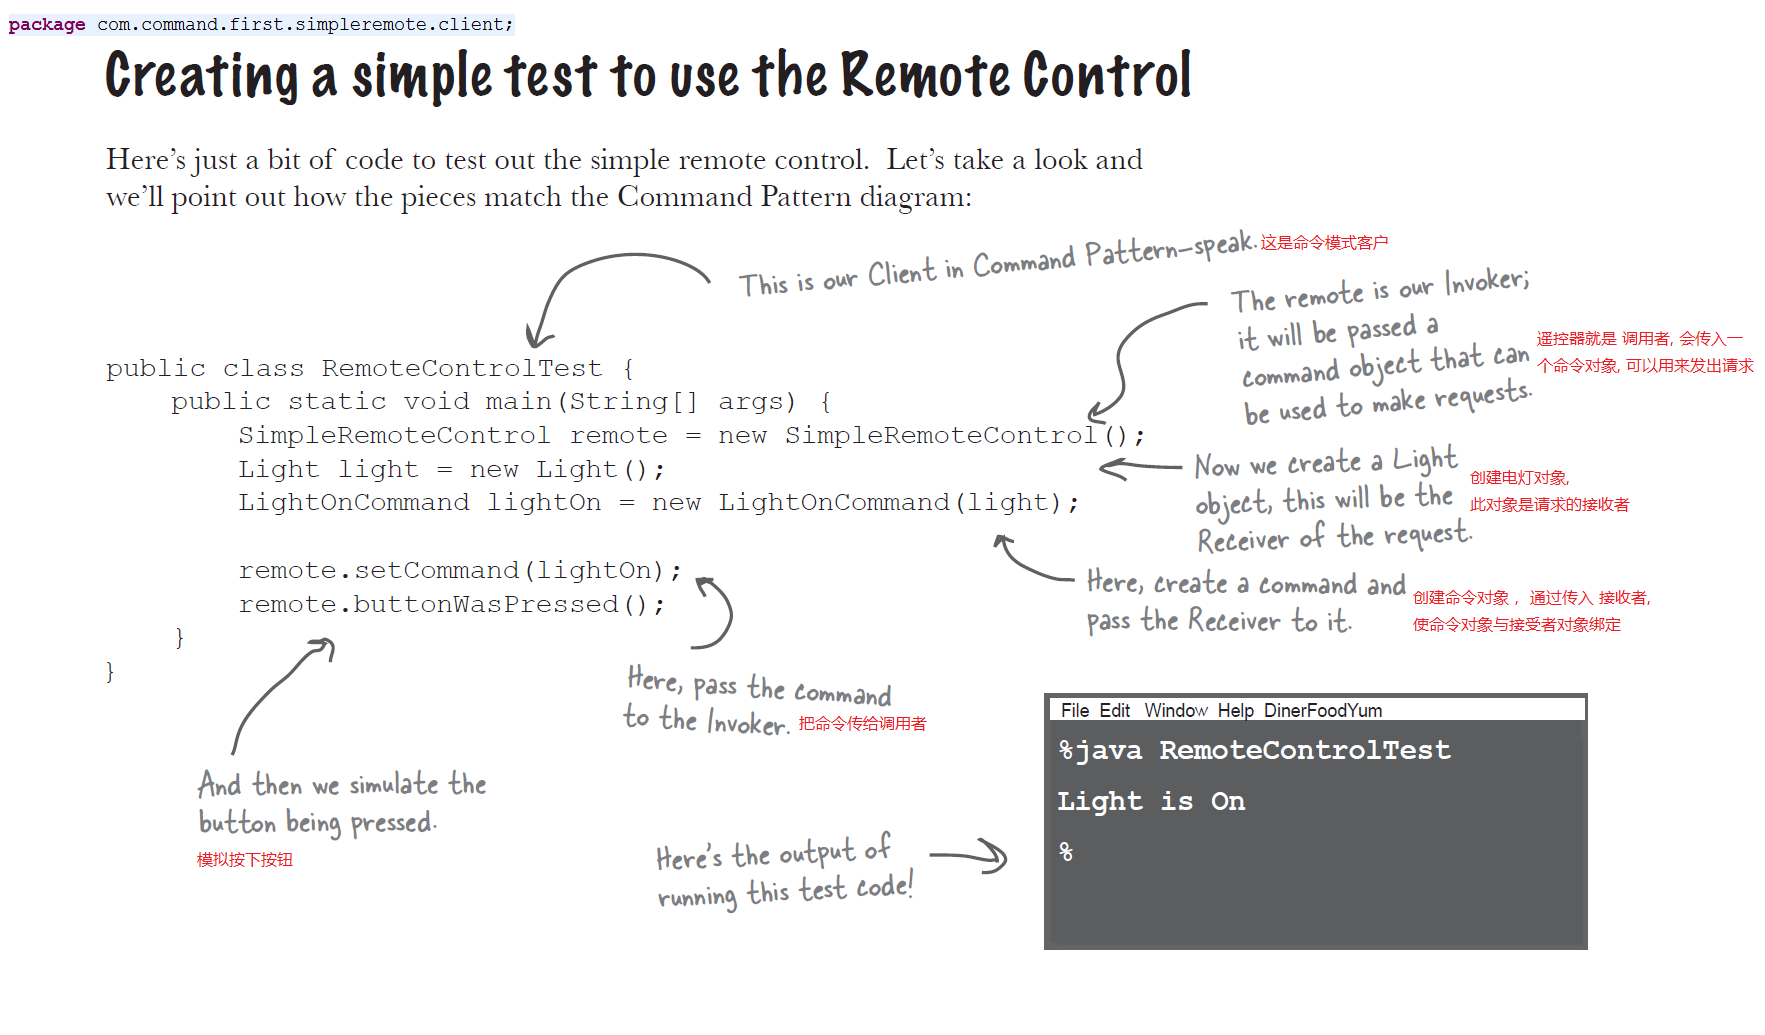 package com.command.first.simpleremote.client;
Creating a simple test to use the Remote Control
Here's just a bit of code to test out the simple remote control.  Let's take a look and
we'll point out how the pieces match the Command Pattern diagram:
This is our Client in Command Pattern-speak.
这是命令模式客户
The remote is our Invoker;
it will be passed a
command object that can
be used to make requests.
遥控器就是 调用者, 会传入一
个命令对象, 可以用来发出请求
public class RemoteControlTest {
public static void main(String[] args) {
SimpleRemoteControl remote = new SimpleRemoteControl();
Light light = new Light();
LightOnCommand lightOn = new LightOnCommand(light);
remote.setCommand(lightOn);
remote.buttonWasPressed();
}
}
Now we create a Light
object, this will be the
Receiver of the request.
创建电灯对象,
此对象是请求的接收者
Here, create a command and
pass the Receiver to it.
创建命令对象 ，通过传入 接收者,
使命令对象与接受者对象绑定
Here, pass the command
to the Invoker.
把命令传给调用者
And then we simulate the
button being pressed.
模拟按下按钮
Here's the output of
running this test code!
File Edit Window Help DinerFoodYum
%java RemoteControlTest
Light is On
%